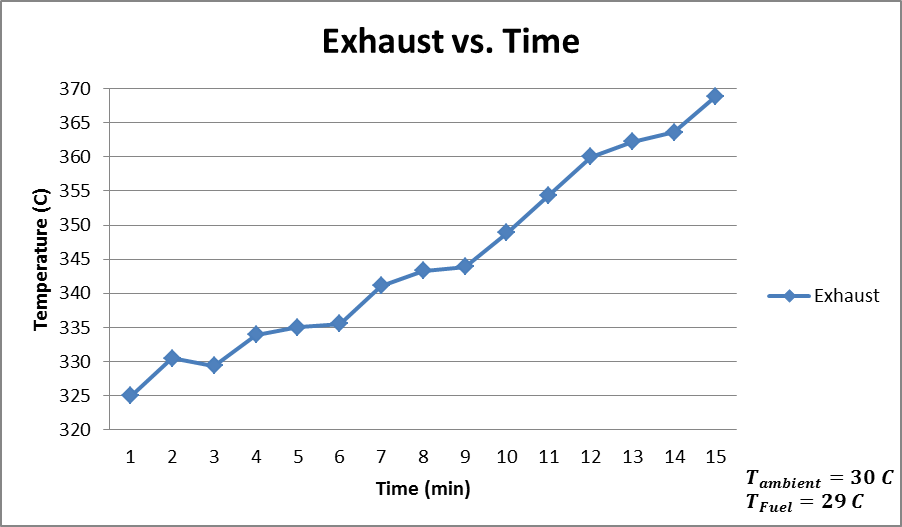 Exhaust vs. Time
370
365
360
355
350
345
340
335
330
325
320
Temperature (C)
1 2 3 4 5 6 7 8 9 10 11 12 13 14 15
Time (min)
Exhaust
T_ambient = 30 C
T_Fuel = 29 C